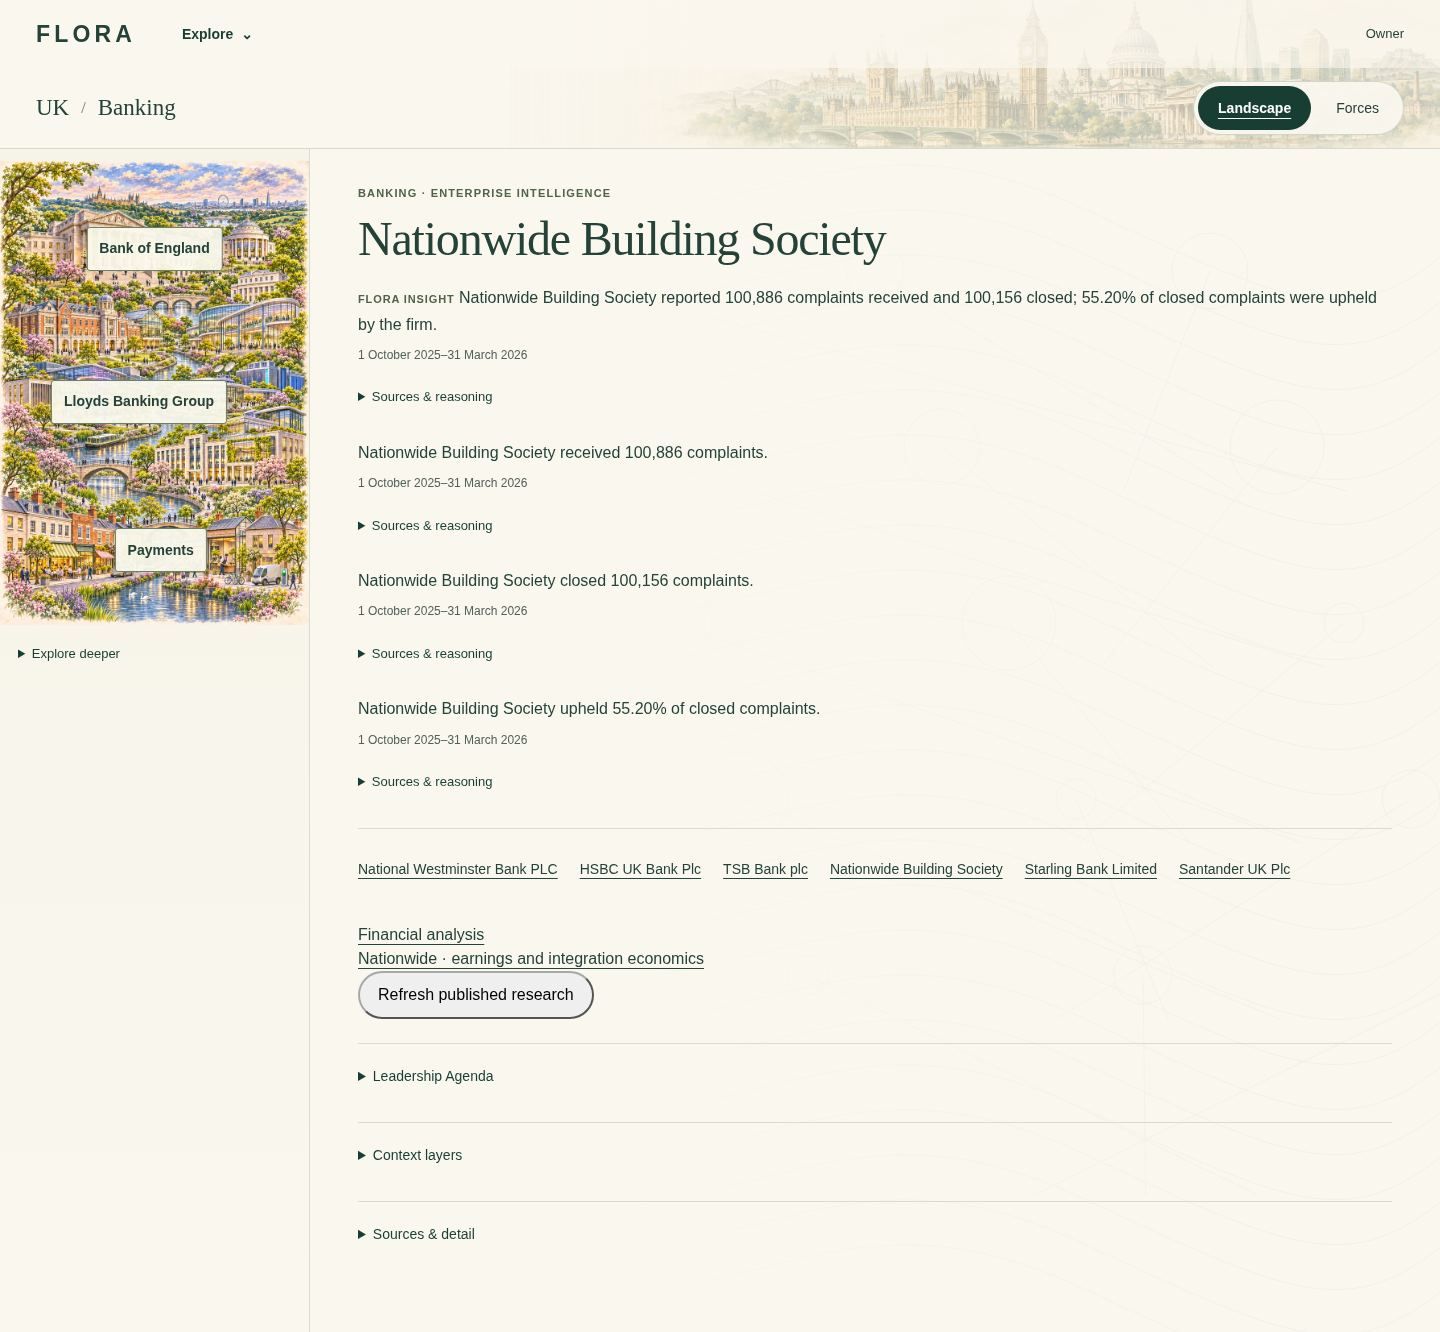 FLORA
Explore
Owner
UK / Banking
Landscape
Forces
Bank of England
Lloyds Banking Group
Payments
Explore deeper
BANKING · ENTERPRISE INTELLIGENCE
Nationwide Building Society
FLORA INSIGHT Nationwide Building Society reported 100,886 complaints received and 100,156 closed; 55.20% of closed complaints were upheld
by the firm.
1 October 2025–31 March 2026
Sources & reasoning
Nationwide Building Society received 100,886 complaints.
1 October 2025–31 March 2026
Sources & reasoning
Nationwide Building Society closed 100,156 complaints.
1 October 2025–31 March 2026
Sources & reasoning
Nationwide Building Society upheld 55.20% of closed complaints.
1 October 2025–31 March 2026
Sources & reasoning
National Westminster Bank PLC HSBC UK Bank Plc TSB Bank plc Nationwide Building Society Starling Bank Limited Santander UK Plc
Financial analysis
Nationwide · earnings and integration economics
Refresh published research
Leadership Agenda
Context layers
Sources & detail